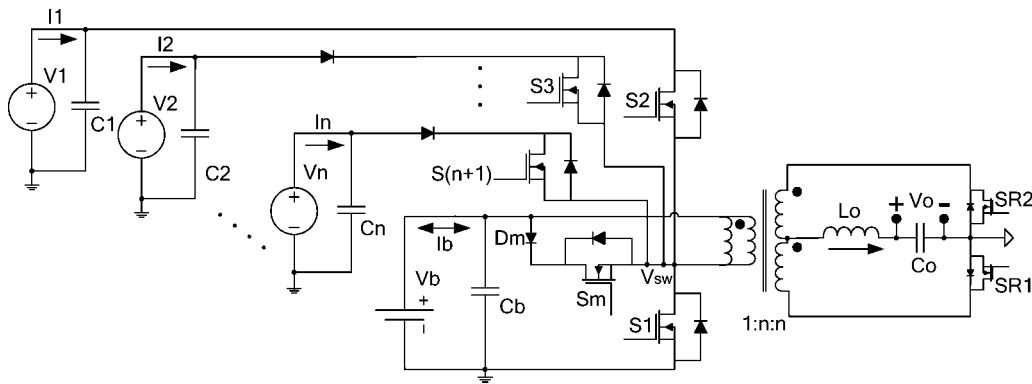 I1
V1
C1
I2
V2
C2
In
Vn
Cn
S3
S2
S(n+1)
Ib
Vb
Cb
Dm
Sm
Vsw
S1
1:n:n
Lo
+ Vo -
Co
SR2
SR1